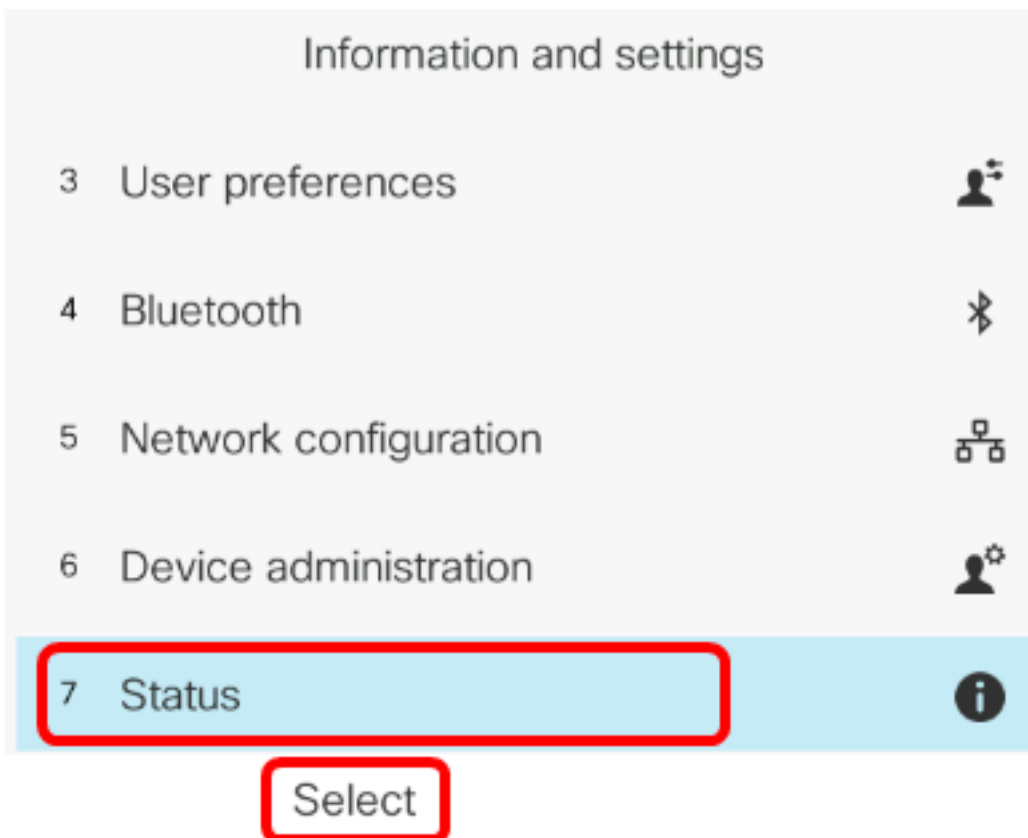 Information and settings
3 User preferences
4 Bluetooth
5 Network configuration
6 Device administration
7 Status
Select